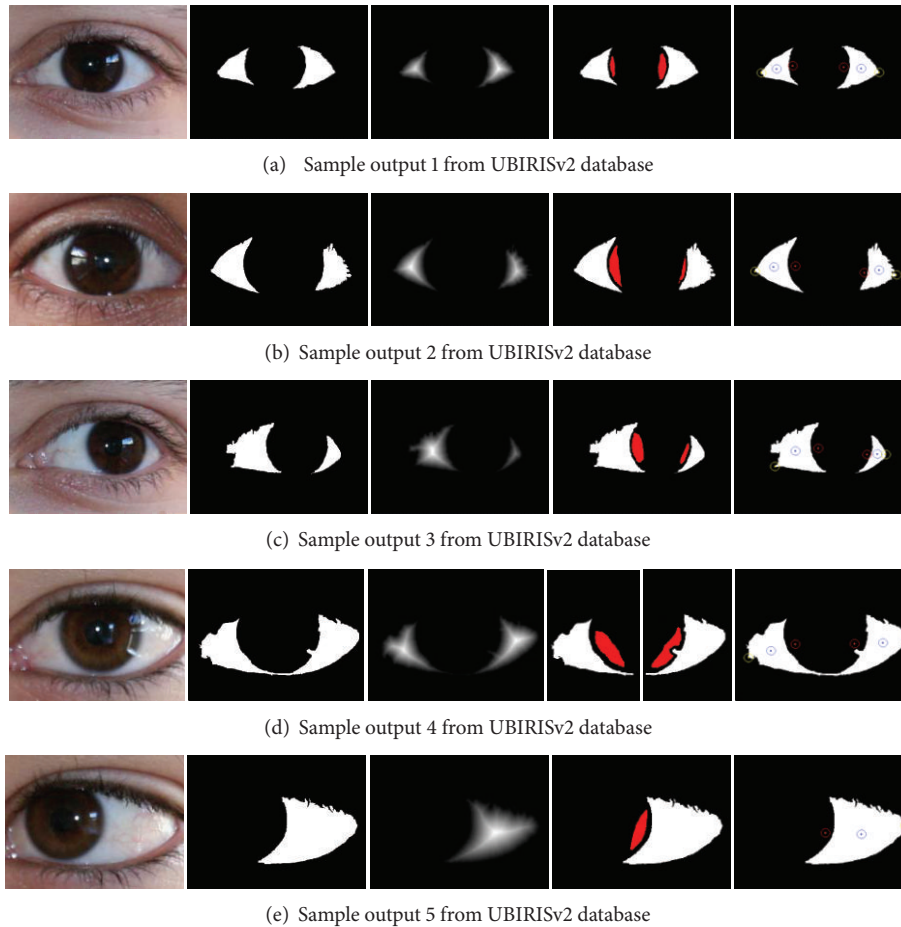 (a) Sample output 1 from UBIRISv2 database
(b) Sample output 2 from UBIRISv2 database
(c) Sample output 3 from UBIRISv2 database
(d) Sample output 4 from UBIRISv2 database
(e) Sample output 5 from UBIRISv2 database